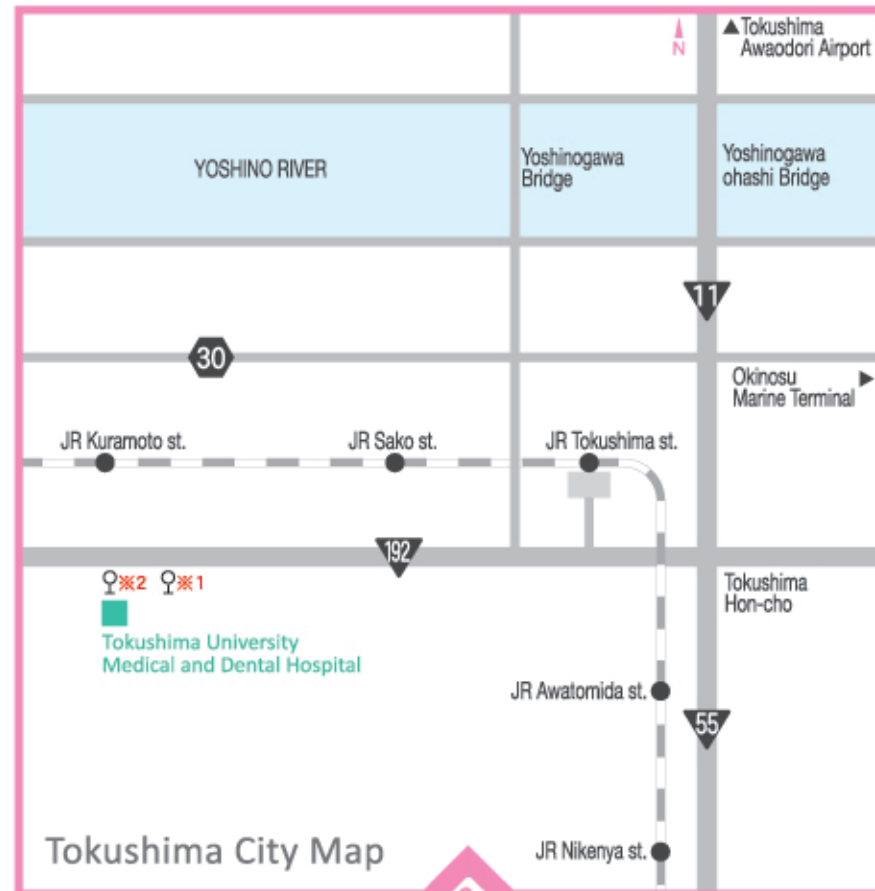 N
▲Tokushima
Awaodori Airport
YOSHINO RIVER
Yoshinogawa
Bridge
Yoshinogawa
ohashi Bridge
11
30
Okinosu ▶
Marine Terminal
JR Kuramoto st.
JR Sako st.
JR Tokushima st.
192
※2
※1
Tokushima
Hon-cho
Tokushima University
Medical and Dental Hospital
JR Awatomida st.
55
Tokushima City Map
JR Nikenya st.